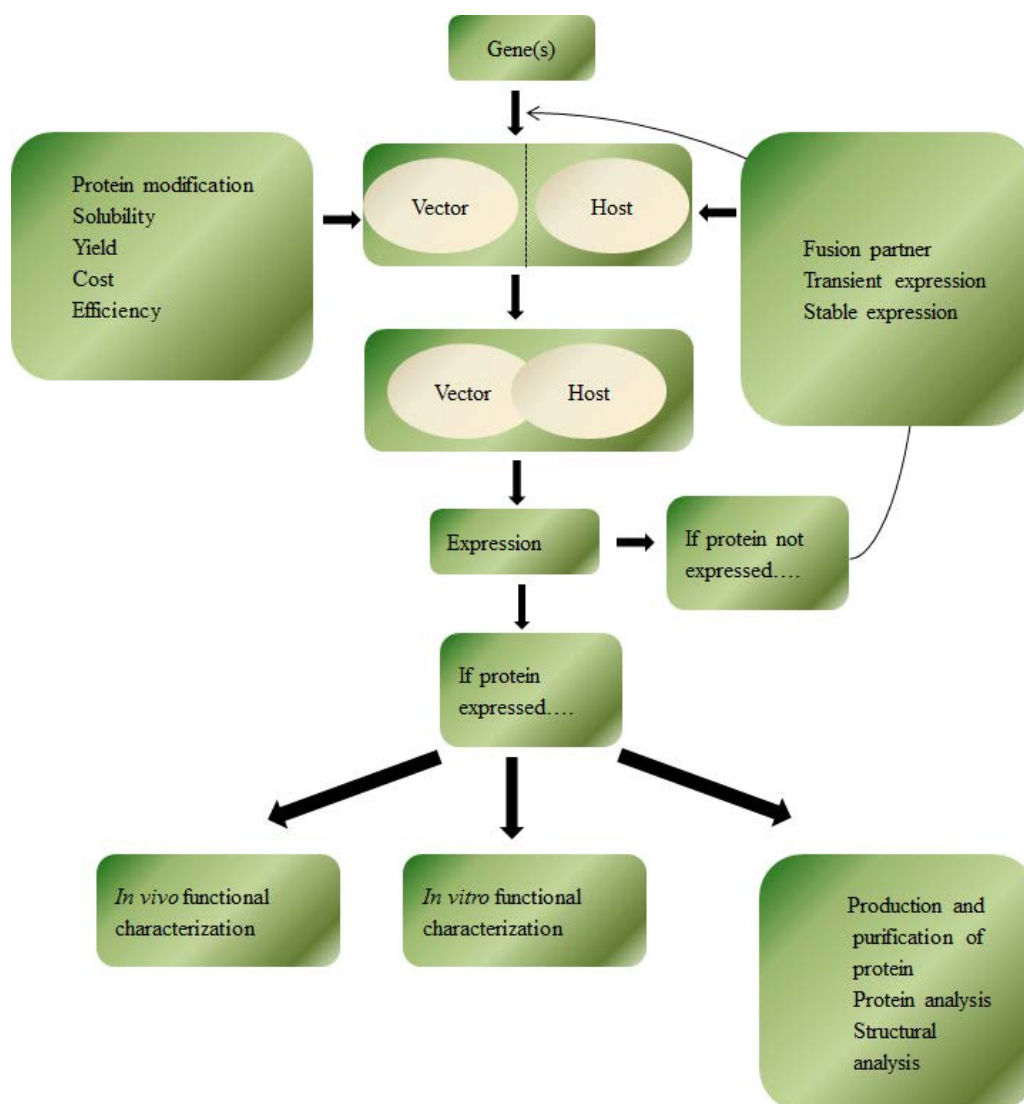 Gene(s)
Protein modification
Solubility
Yield
Cost
Efficiency
Vector
Host
Fusion partner
Transient expression
Stable expression
Vector
Host
Expression
If protein not
expressed....
If protein
expressed....
In vivo functional
characterization
In vitro functional
characterization
Production and
purification of
protein
Protein analysis
Structural
analysis